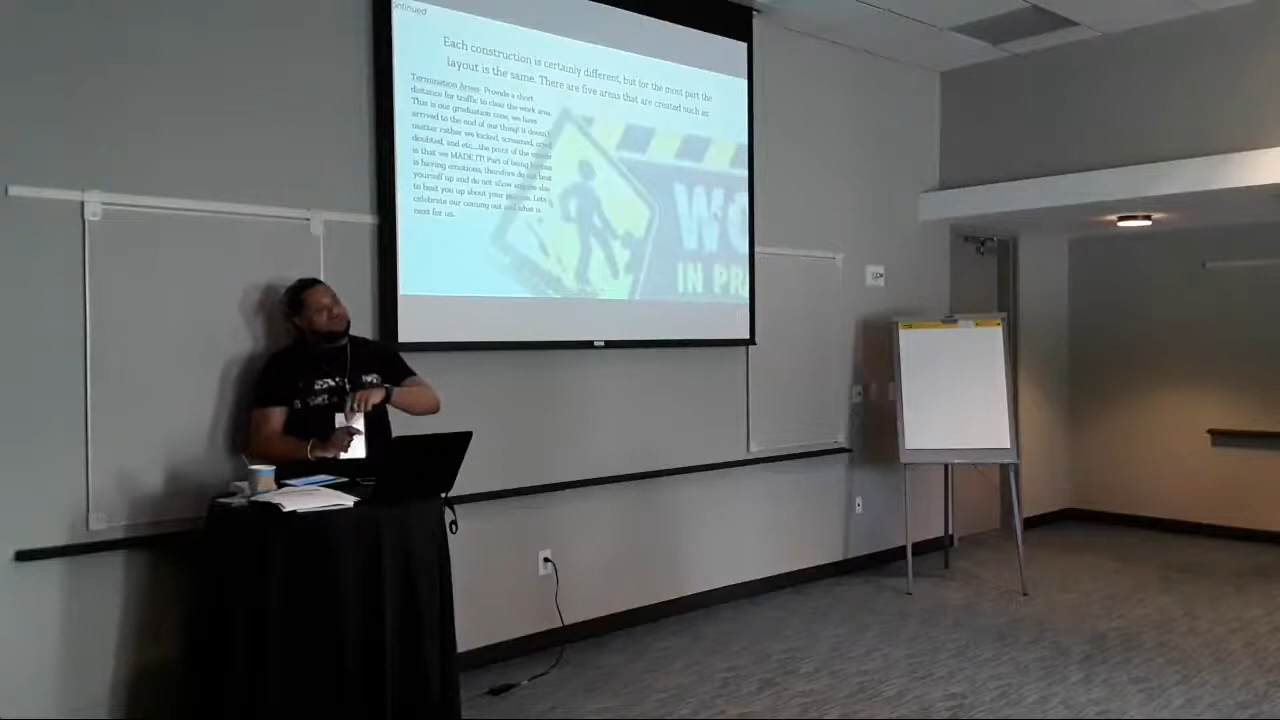 ontinued
Each construction is certainly different, but for the most part the
layout is the same. There are five areas that are created such as:
Termination Areas- Provide a short
distance for traffic to clear the work area.
This is our graduation zone, we have
arrived to the end of our thing! It doesn't
matter rather we kicked, screamed, cried
doubted, and etc...the point of the matter
is that we MADE IT! Part of being human
is having emotions, therefore do not beat
yourself up and do not allow anyone else
to beat you up about your Lets
celebrate our coming out and what is
next for us.
WO
IN PR